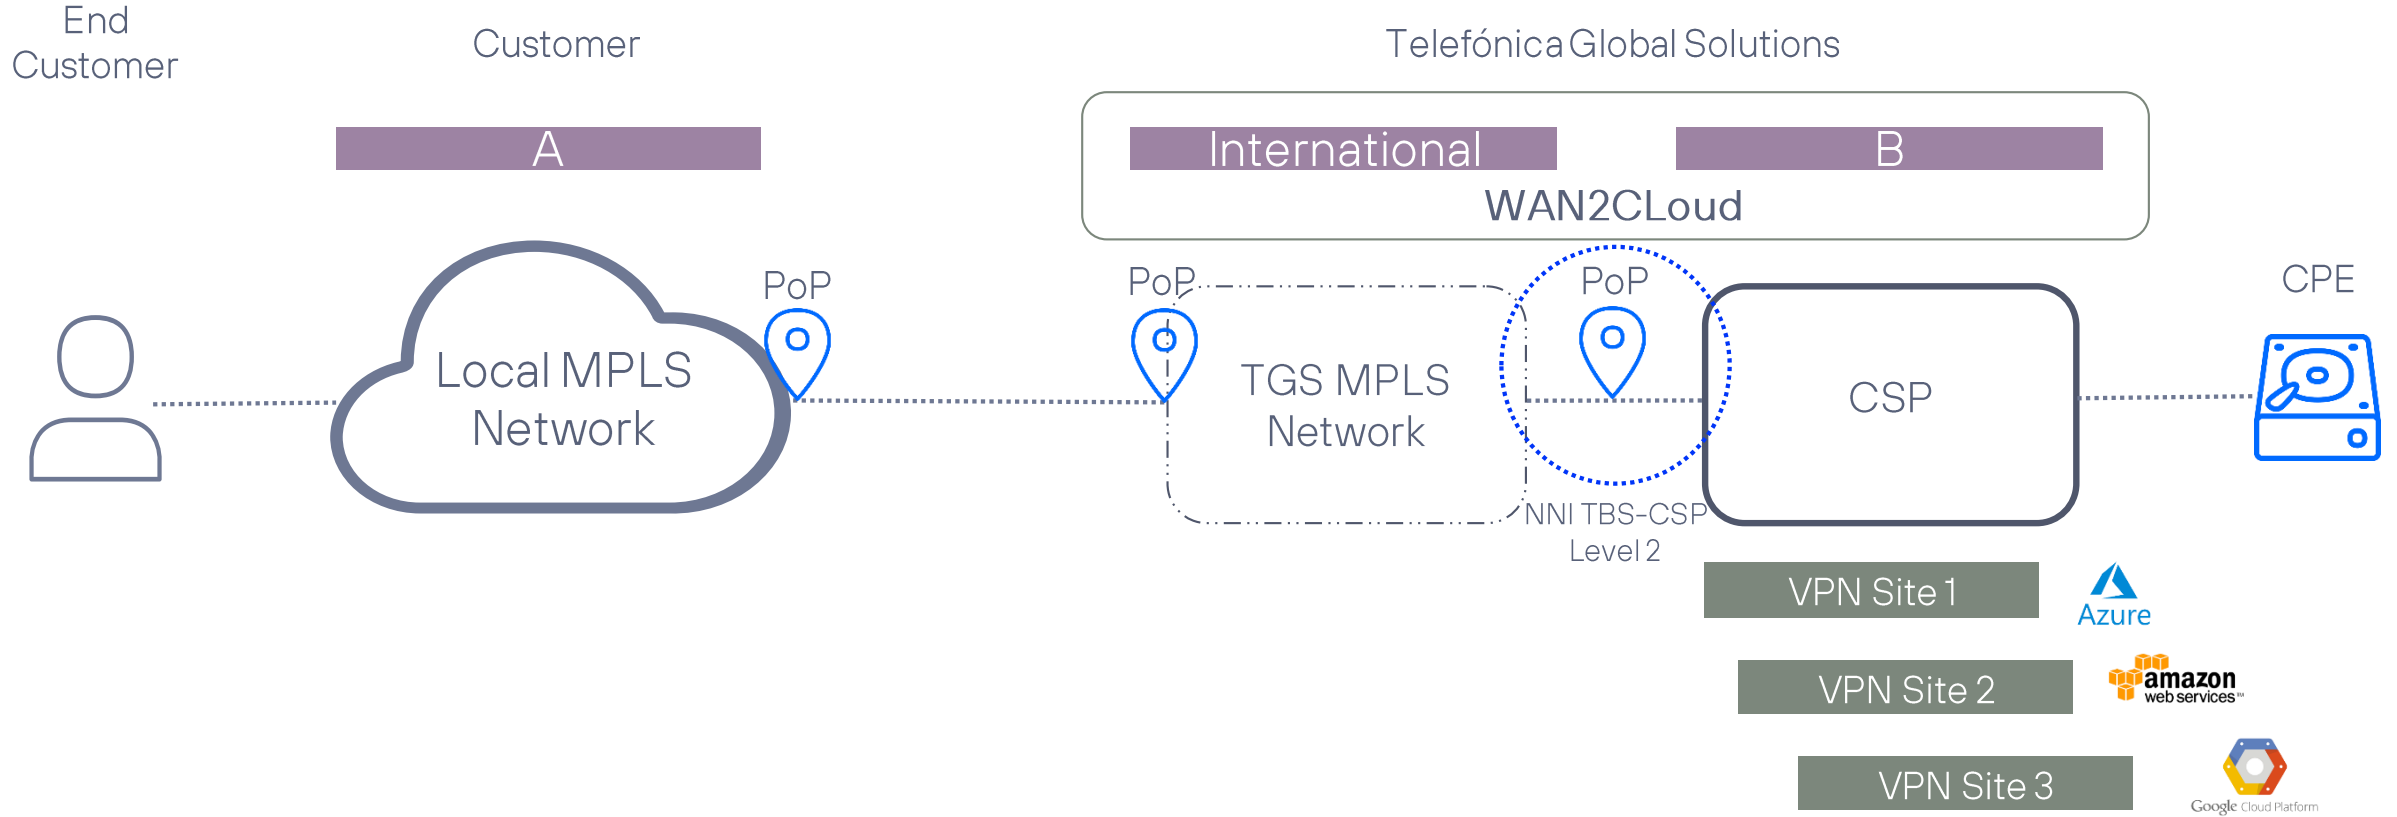 End
Customer
Customer
Telefónica Global Solutions
A
International
B
WAN2CLoud
PoP
PoP
PoP
CPE
Local MPLS
Network
TGS MPLS
Network
CSP
NNI TBS-CSP
Level 2
VPN Site 1
Azure
VPN Site 2
amazon
web services™
VPN Site 3
Google Cloud Platform